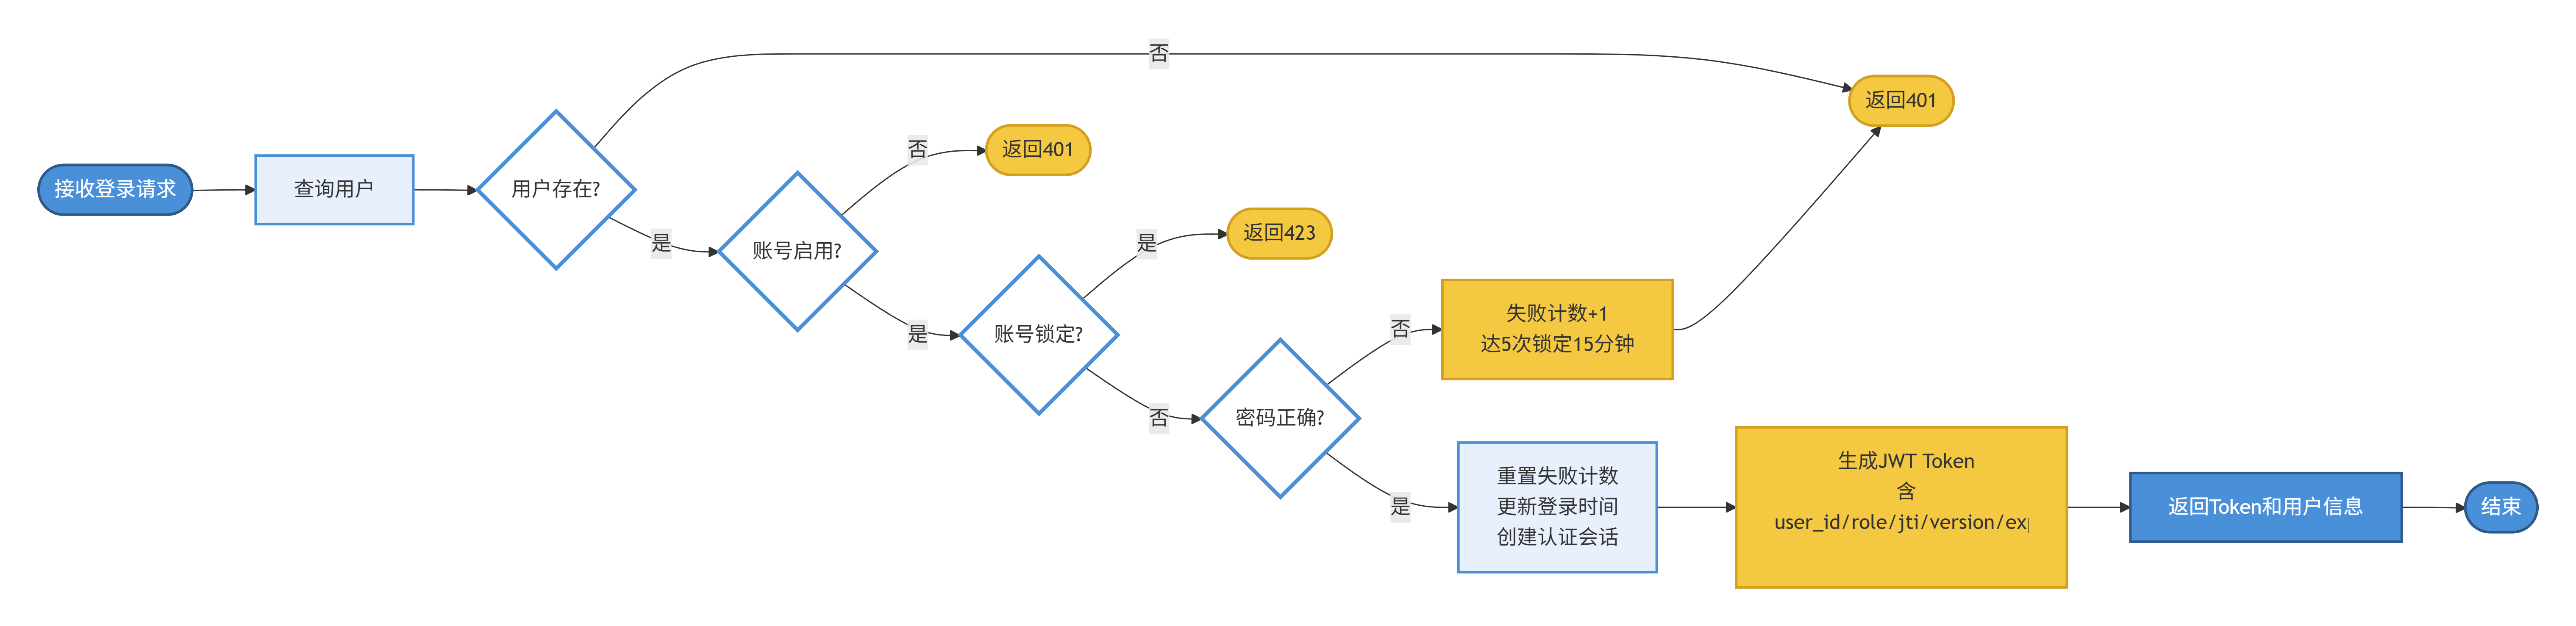 接收登录请求
查询用户
用户存在?
否
是
账号启用?
否
返回401
是
账号锁定?
是
返回423
否
密码正确?
否
失败计数+1
达5次锁定15分钟
返回401
是
重置失败计数
更新登录时间
创建认证会话
生成JWT Token
含
user_id/role/jti/version/ex
返回Token和用户信息
结束